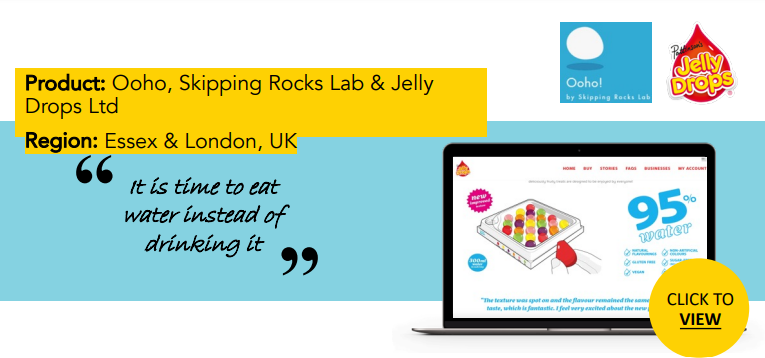 Ooho!
by Skipping Rocks Lab
Jelly
Drops
Product: Ooho, Skipping Rocks Lab & Jelly
Drops Ltd
Region: Essex & London, UK
“It is time to eat
water instead of
drinking it”
HOME BUY STORIES FAQS BUSINESSES MY ACCOUNT
new
improved
95%
water
NATURAL
FLAVOURINGS
NON-ARTIFICIAL
COLOURS
GLUTEN FREE
VEGAN
300ml
"The texture was spot on and the flavour remained the same
taste, which is fantastic. I feel very excited about the new
CLICK TO
VIEW